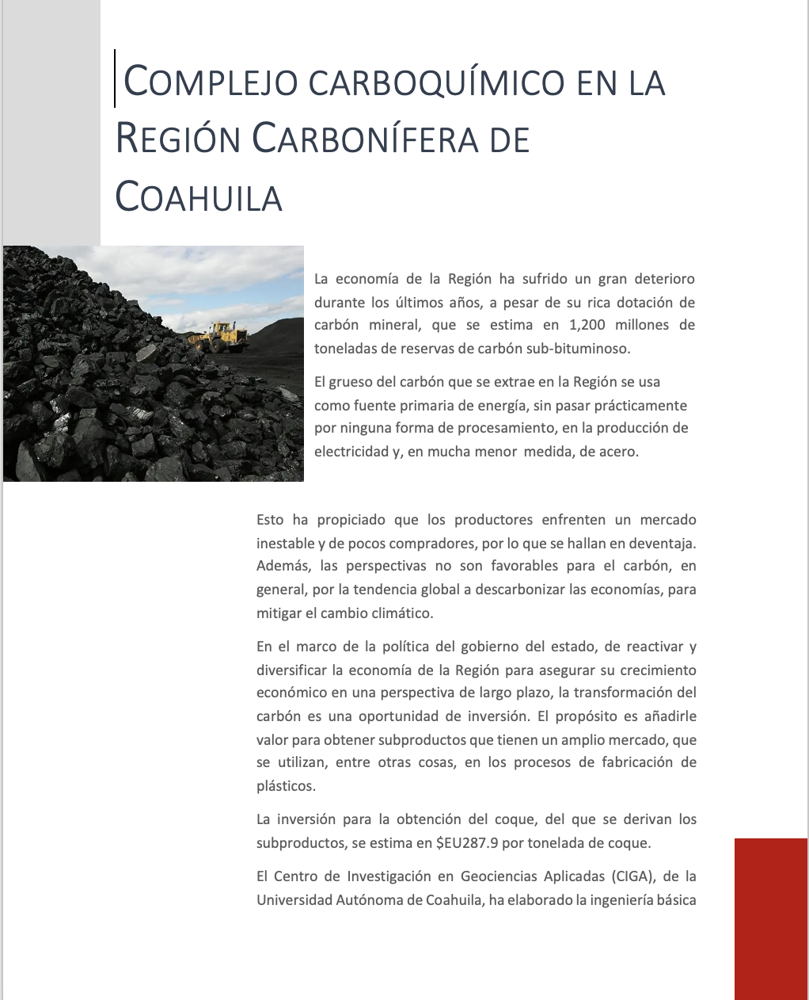 COMPLEJO CARBOQUÍMICO EN LA
REGIÓN CARBONÍFERA DE
COAHUILA
La economía de la Región ha sufrido un gran deterioro
durante los últimos años, a pesar de su rica dotación de
carbón mineral, que se estima en 1,200 millones de
toneladas de reservas de carbón sub-bituminoso.
El grueso del carbón que se extrae en la Región se usa
como fuente primaria de energía, sin pasar prácticamente
por ninguna forma de procesamiento, en la producción de
electricidad y, en mucha menor medida, de acero.
Esto ha propiciado que los productores enfrenten un mercado
inestable y de pocos compradores, por lo que se hallan en deventaja.
Además, las perspectivas no son favorables para el carbón, en
general, por la tendencia global a descarbonizar las economías, para
mitigar el cambio climático.
En el marco de la política del gobierno del estado, de reactivar y
diversificar la economía de la Región para asegurar su crecimiento
económico en una perspectiva de largo plazo, la transformación del
carbón es una oportunidad de inversión. El propósito es añadirle
valor para obtener subproductos que tienen un amplio mercado, que
se utilizan, entre otras cosas, en los procesos de fabricación de
plásticos.
La inversión para la obtención del coque, del que se derivan los
subproductos, se estima en $EU287.9 por tonelada de coque.
El Centro de Investigación en Geociencias Aplicadas (CIGA), de la
Universidad Autónoma de Coahuila, ha elaborado la ingeniería básica